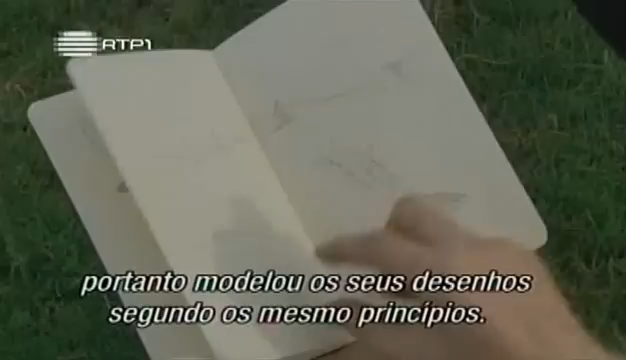 RTP1
portanto modelou os seus desenhos
segundo os mesmo princípios.